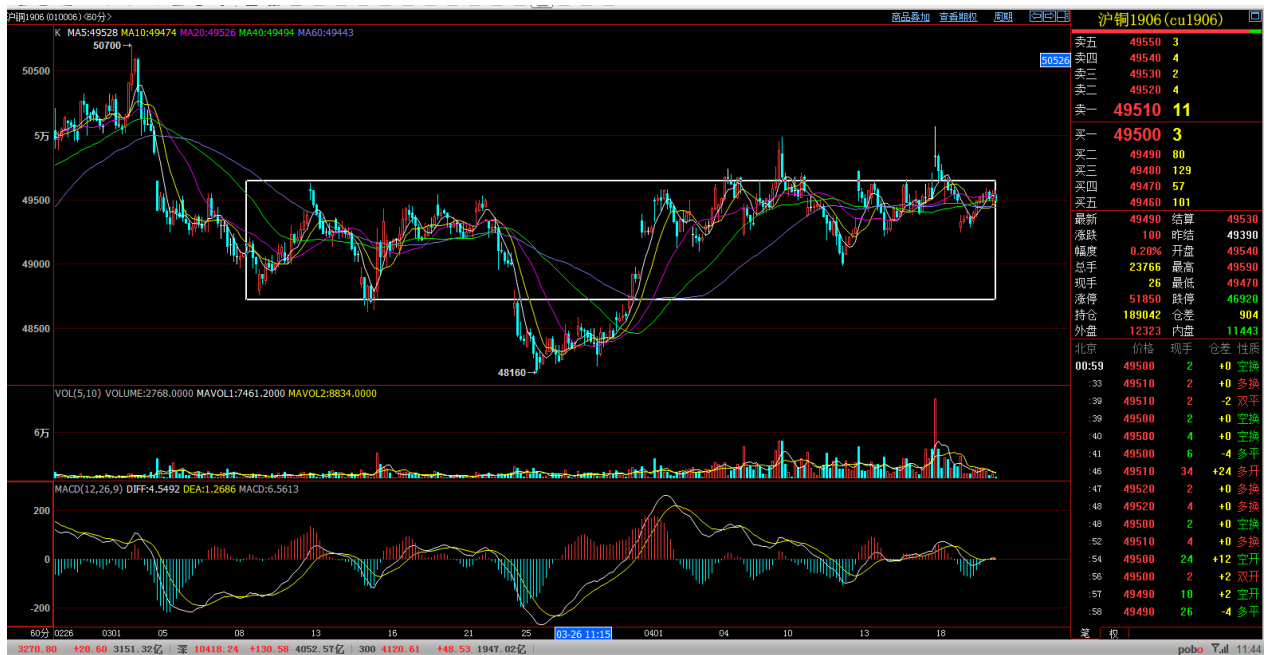 沪铜1906(010006)<60分> 商品叠加 查看期权 周期
K MA5:49528 MA10:49474 MA20:49526 MA40:49494 MA60:49443
50700→
50526
50500
5万
49500
49000
48500
48160→
VOL(5,10) VOLUME:2768.0000 MAVOL1:7461.2000 MAVOL2:8834.0000
6万
MACD(12,26,9) DIFF:4.5492 DEA:1.2686 MACD:6.5613
200
0
-200
60分 0226 0301 05 08 13 16 21 25 03-26 11:15 0401 04 10 13 18
沪铜1906(cu1906)
卖五 49550 3
卖四 49540 4
卖三 49530 2
卖二 49520 4
卖一 49510 11
买一 49500 3
买二 49490 80
买三 49480 129
买四 49470 57
买五 49460 101
最新 49490 结算 49530
涨跌 100 昨结 49390
幅度 0.20% 开盘 49540
总手 23766 最高 49590
现手 26 最低 49470
涨停 51850 跌停 46920
持仓 189042 仓差 904
外盘 12323 内盘 11443
北京 价格 现手 仓差 性质
00:59 49500 2 +0 空换
:33 49510 2 +0 多换
:39 49510 2 -2 双平
:39 49500 2 +0 空换
:40 49500 4 +0 空换
:41 49500 6 -4 多平
:46 49510 34 +24 多开
:47 49520 2 +0 多换
:48 49520 4 +0 多换
:48 49500 2 +0 空换
:52 49510 4 +0 多换
:54 49500 24 +12 空开
:56 49500 2 +2 双开
:57 49490 10 +2 空开
:58 49490 26 -4 多平
笔 权
3270.80 +20.60 3151.32亿 深 10418.24 +130.58 4052.57亿 300 4120.61 +48.53 1947.02亿 pobo 11:44